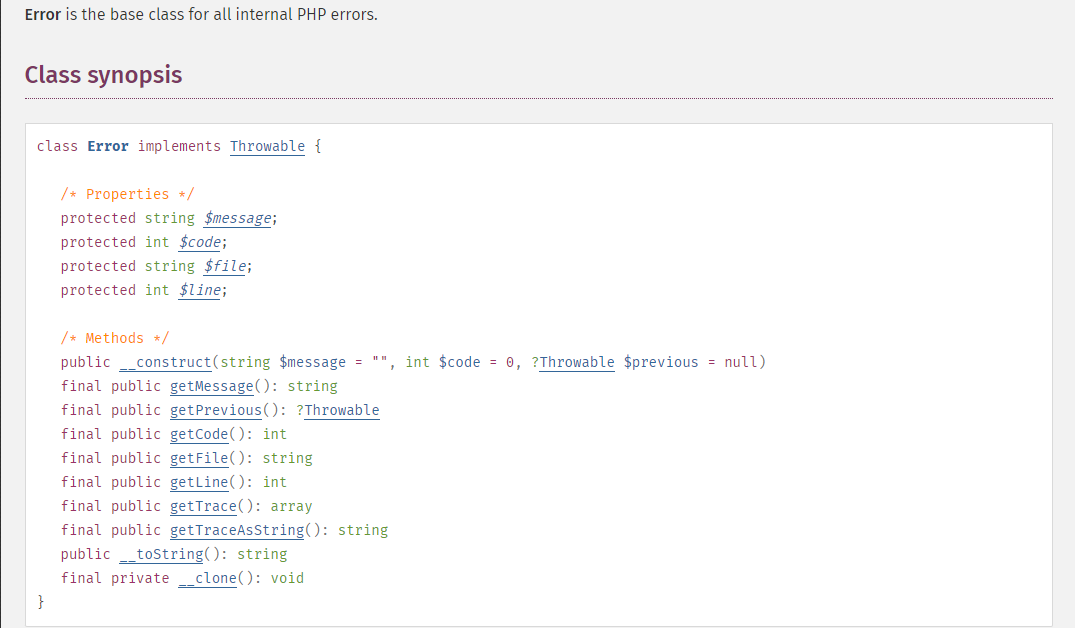 Error is the base class for all internal PHP errors.
Class synopsis
class Error implements Throwable {
/* Properties */
protected string $message;
protected int $code;
protected string $file;
protected int $line;
/* Methods */
public __construct(string $message = "", int $code = 0, ?Throwable $previous = null)
final public getMessage(): string
final public getPrevious(): ?Throwable
final public getCode(): int
final public getFile(): string
final public getLine(): int
final public getTrace(): array
final public getTraceAsString(): string
public __toString(): string
final private __clone(): void
}